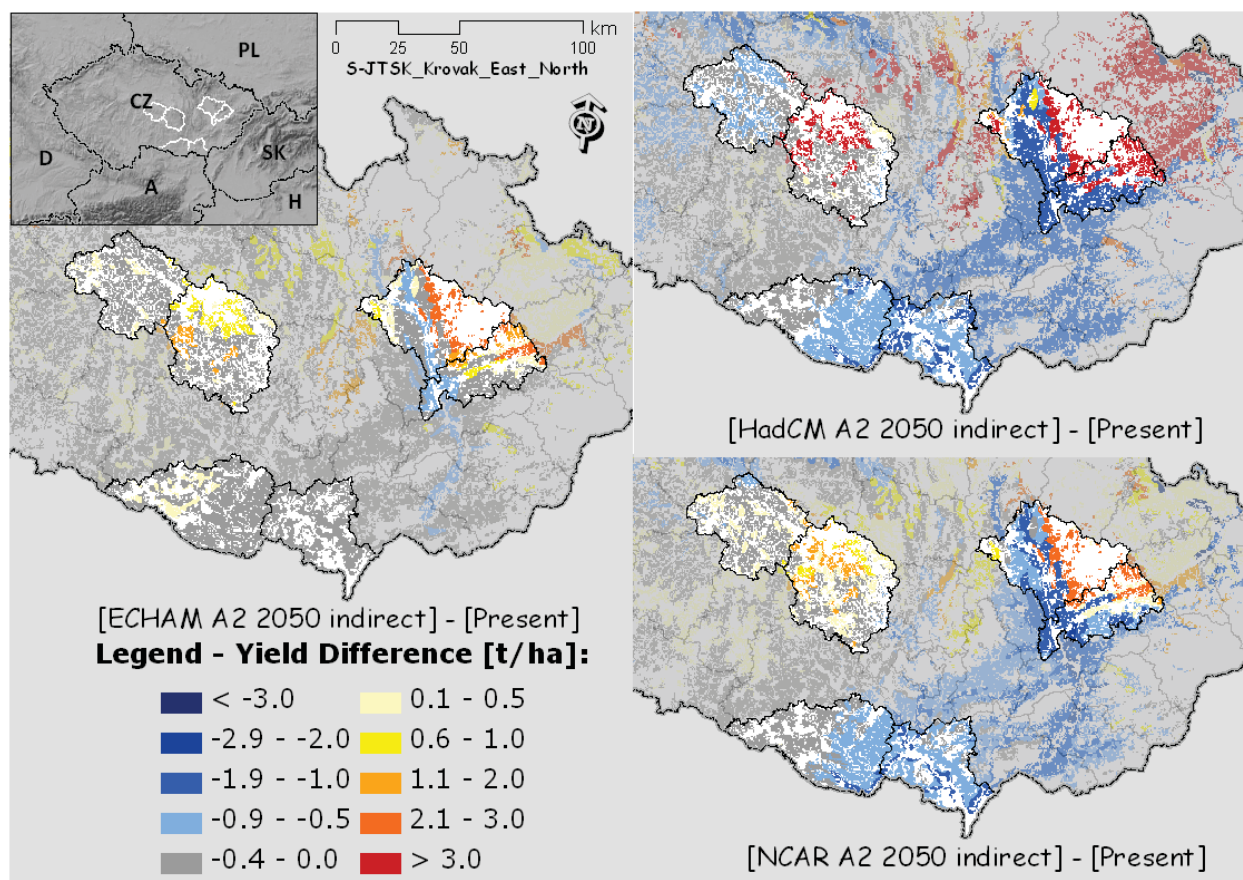 PL
CZ
D
SK
A
H
km
0 25 50 100
S-JTSK_Krovak_East_North
N
[ECHAM A2 2050 indirect] - [Present]
Legend - Yield Difference [t/ha]:
< -3.0 0.1 - 0.5
-2.9 - -2.0 0.6 - 1.0
-1.9 - -1.0 1.1 - 2.0
-0.9 - -0.5 2.1 - 3.0
-0.4 - 0.0 > 3.0
[HadCM A2 2050 indirect] - [Present]
[NCAR A2 2050 indirect] - [Present]